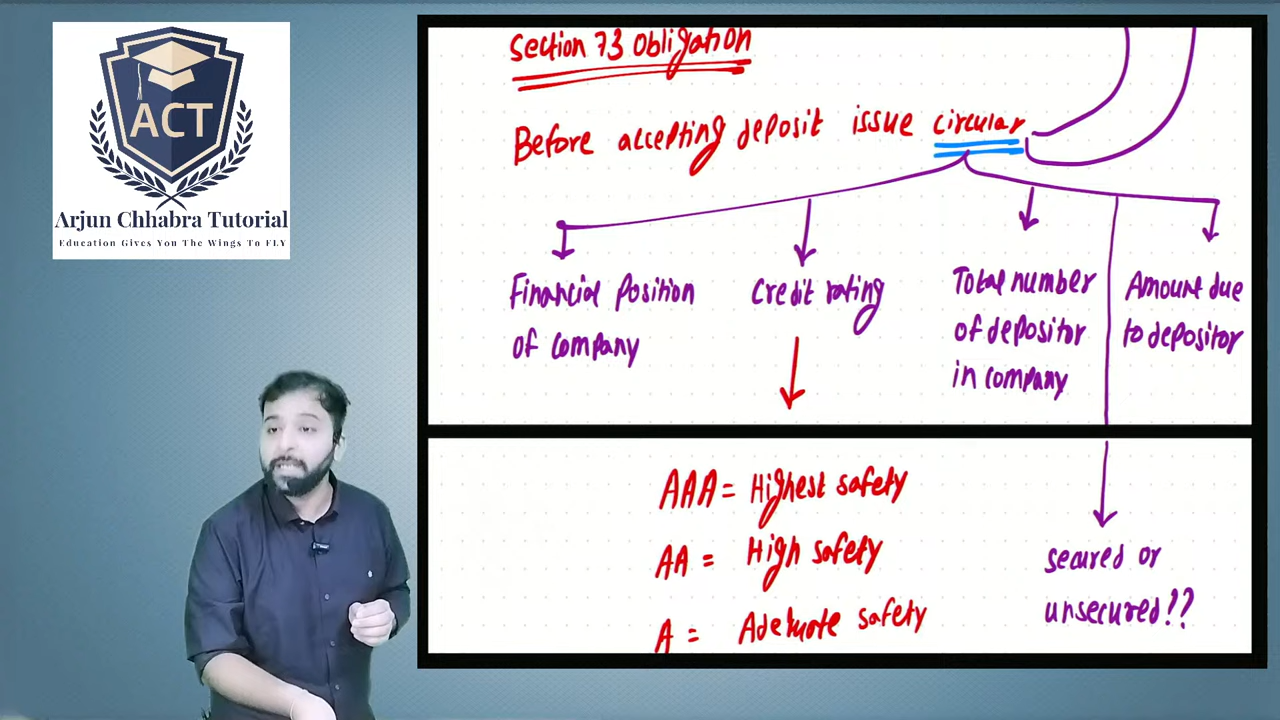 ACT
Arjun Chhabra Tutorial
Education Gives You The Wings To FLY
Section 73 Obligation
Before accepting deposit issue circular
Financial Position
of company
Credit rating
Total number
of depositor
in company
Amount due
to depositor
AAA = Highest safety
AA = High safety
A = Adequate safety
secured or
unsecured!??